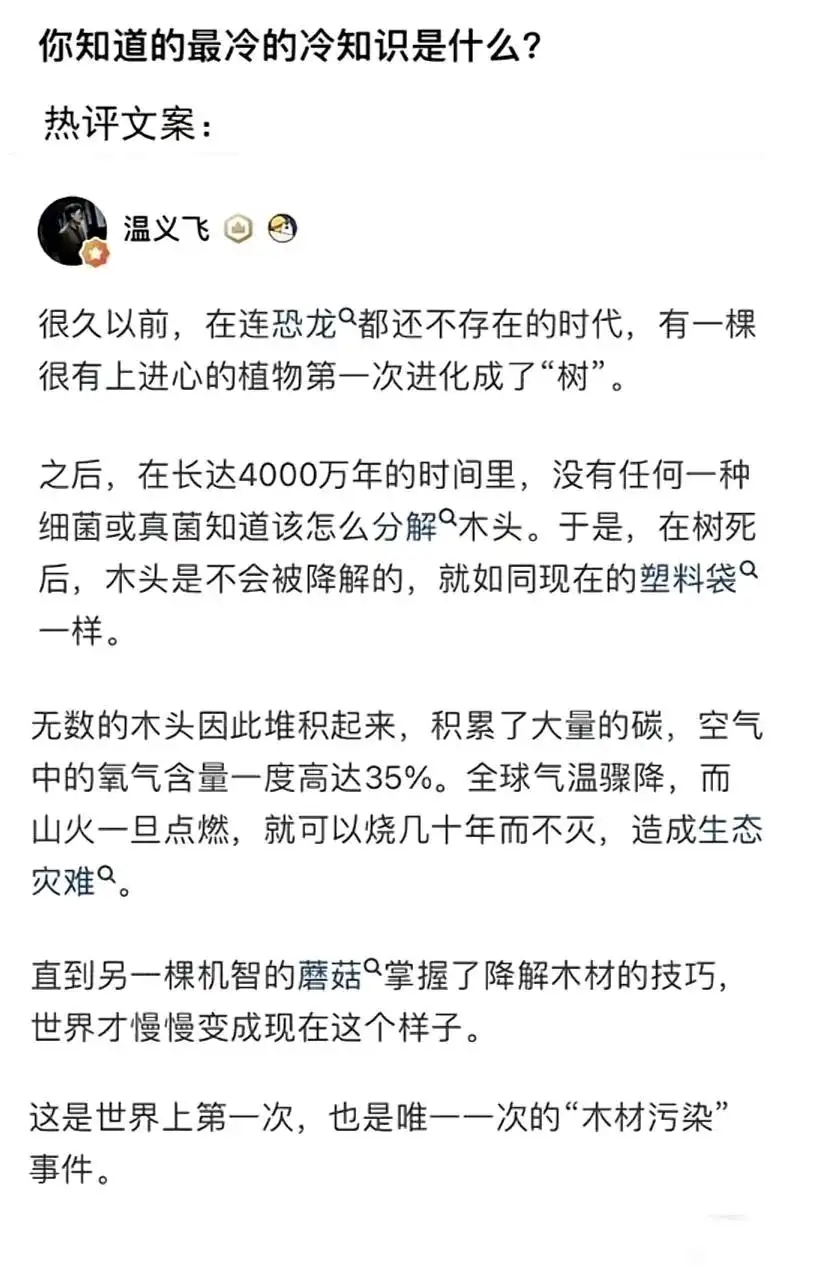 你知道的最冷的冷知识是什么?
热评文案：
温义飞
很久以前，在连恐龙都还不存在的时代，有一棵
很有上进心的植物第一次进化成了“树”。
之后，在长达4000万年的时间里，没有任何一种
细菌或真菌知道该怎么分解木头。于是，在树死
后，木头是不会被降解的，就如同现在的塑料袋
一样。
无数的木头因此堆积起来，积累了大量的碳，空气
中的氧气含量一度高达35%。全球气温骤降，而
山火一旦点燃，就可以烧几十年而不灭，造成生态
灾难。
直到另一棵机智的蘑菇掌握了降解木材的技巧,
世界才慢慢变成现在这个样子。
这是世界上第一次，也是唯一一次的“木材污染”
事件。